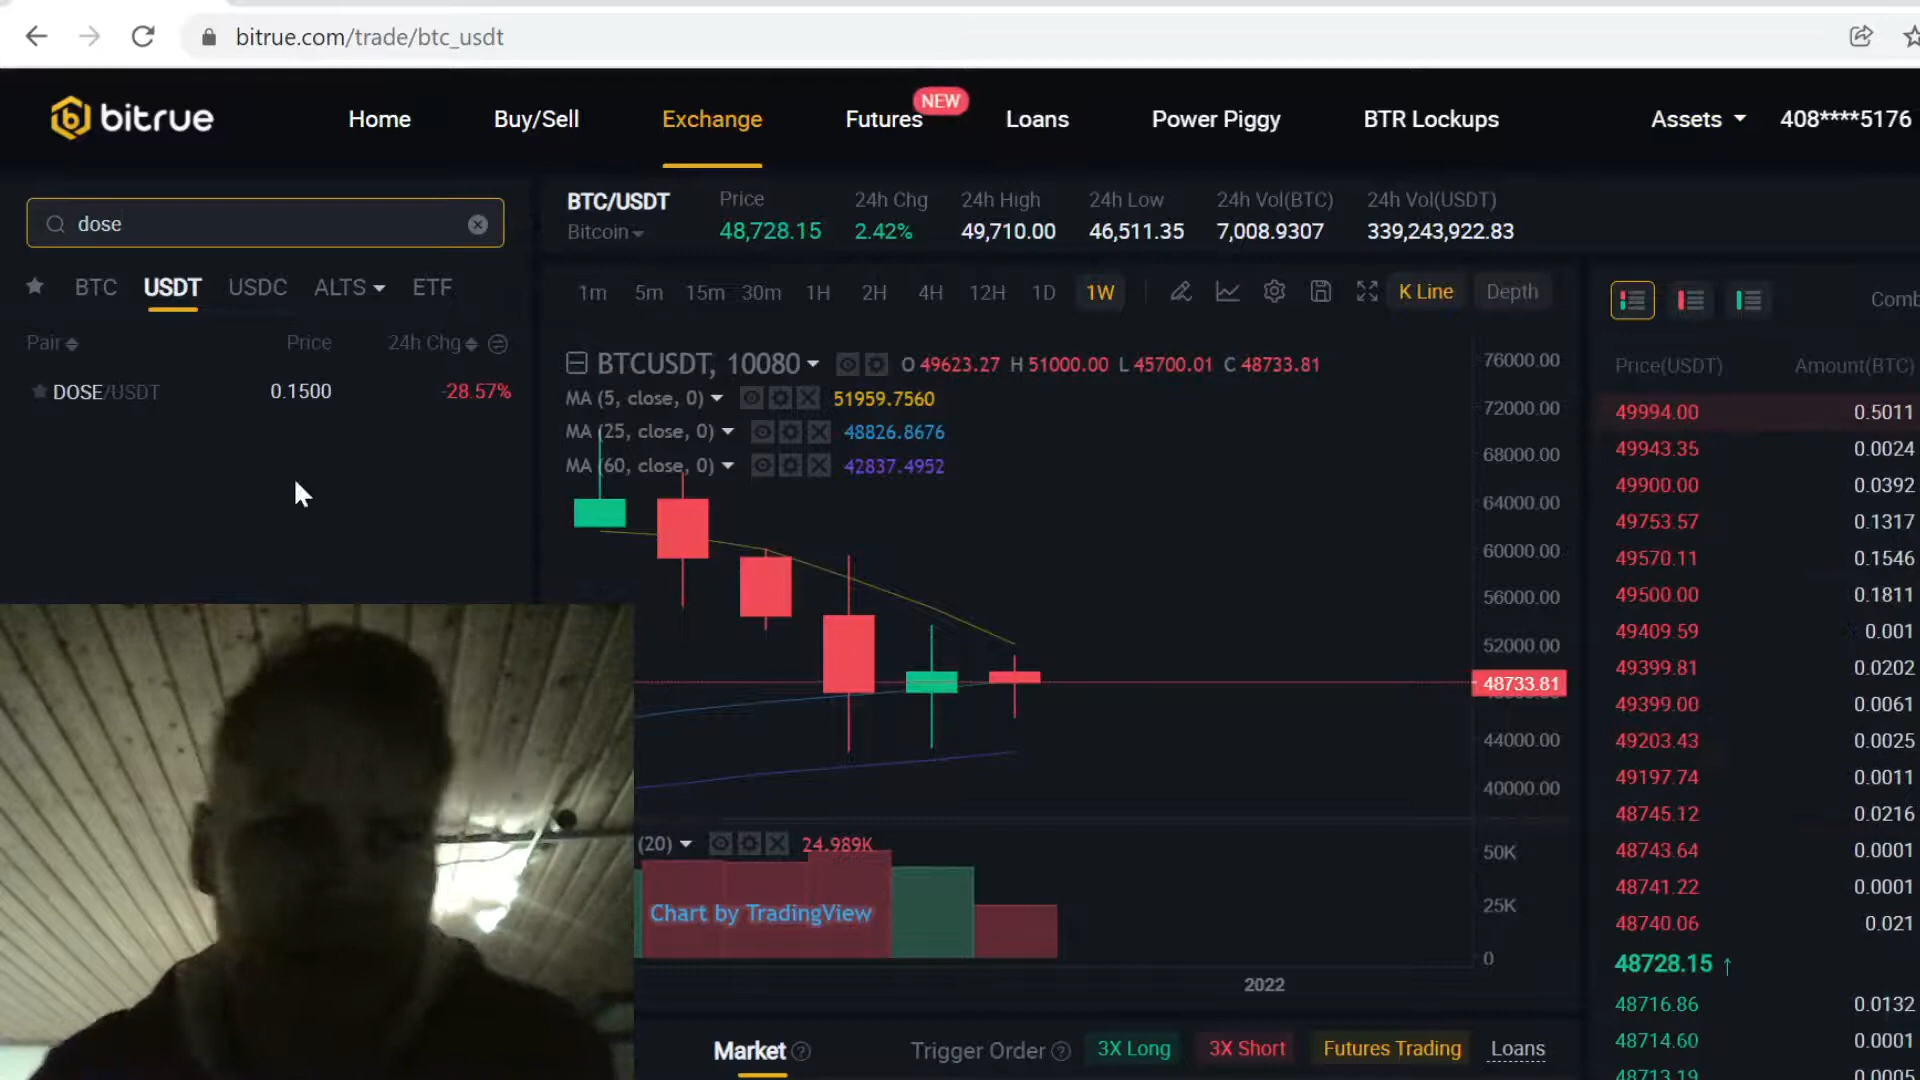 bitrue.com/trade/btc_usdt
bitrue
Home
Buy/Sell
Exchange
Futures
NEW
Loans
Power Piggy
BTR Lockups
Assets
408****5176
dose
BTC
USDT
USDC
ALTS
ETF
Pair
Price
24h Chg
DOSE/USDT
0.1500
-28.57%
BTC/USDT
Bitcoin
Price
48,728.15
24h Chg
2.42%
24h High
49,710.00
24h Low
46,511.35
24h Vol(BTC)
7,008.9307
24h Vol(USDT)
339,243,922.83
1m
5m
15m
30m
1H
2H
4H
12H
1D
1W
K Line
Depth
BTCUSDT, 10080
O 49623.27 H 51000.00 L 45700.01 C 48733.81
MA (5, close, 0)
51959.7560
MA (25, close, 0)
48826.8676
MA (60, close, 0)
42837.4952
76000.00
72000.00
68000.00
64000.00
60000.00
56000.00
52000.00
48733.81
44000.00
40000.00
(20)
24.989K
50K
25K
0
Chart by TradingView
2022
Market
Trigger Order
3X Long
3X Short
Futures Trading
Loans
Price(USDT)
Amount(BTC)
49994.00 0.5011
49943.35 0.0024
49900.00 0.0392
49753.57 0.1317
49570.11 0.1546
49500.00 0.1811
49409.59 0.001
49399.81 0.0202
49399.00 0.0061
49203.43 0.0025
49197.74 0.0011
48745.12 0.0216
48743.64 0.0001
48741.22 0.0001
48740.06 0.021
48728.15 ↑
48716.86 0.0132
48714.60 0.0001
48713.19 0.0005